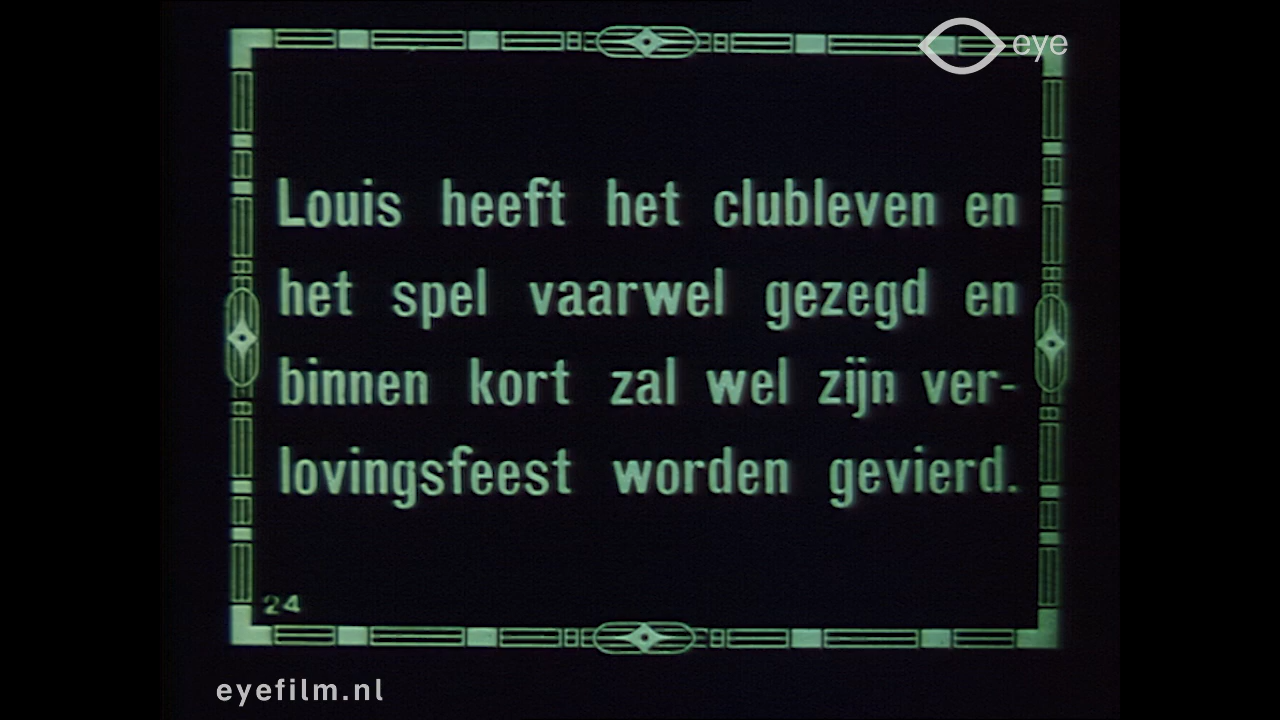 eye
Louis heeft het clubleven en
het spel vaarwel gezegd en
binnen kort zal wel zijn ver-
lovingsfeest worden gevierd.
24
eyefilm.nl